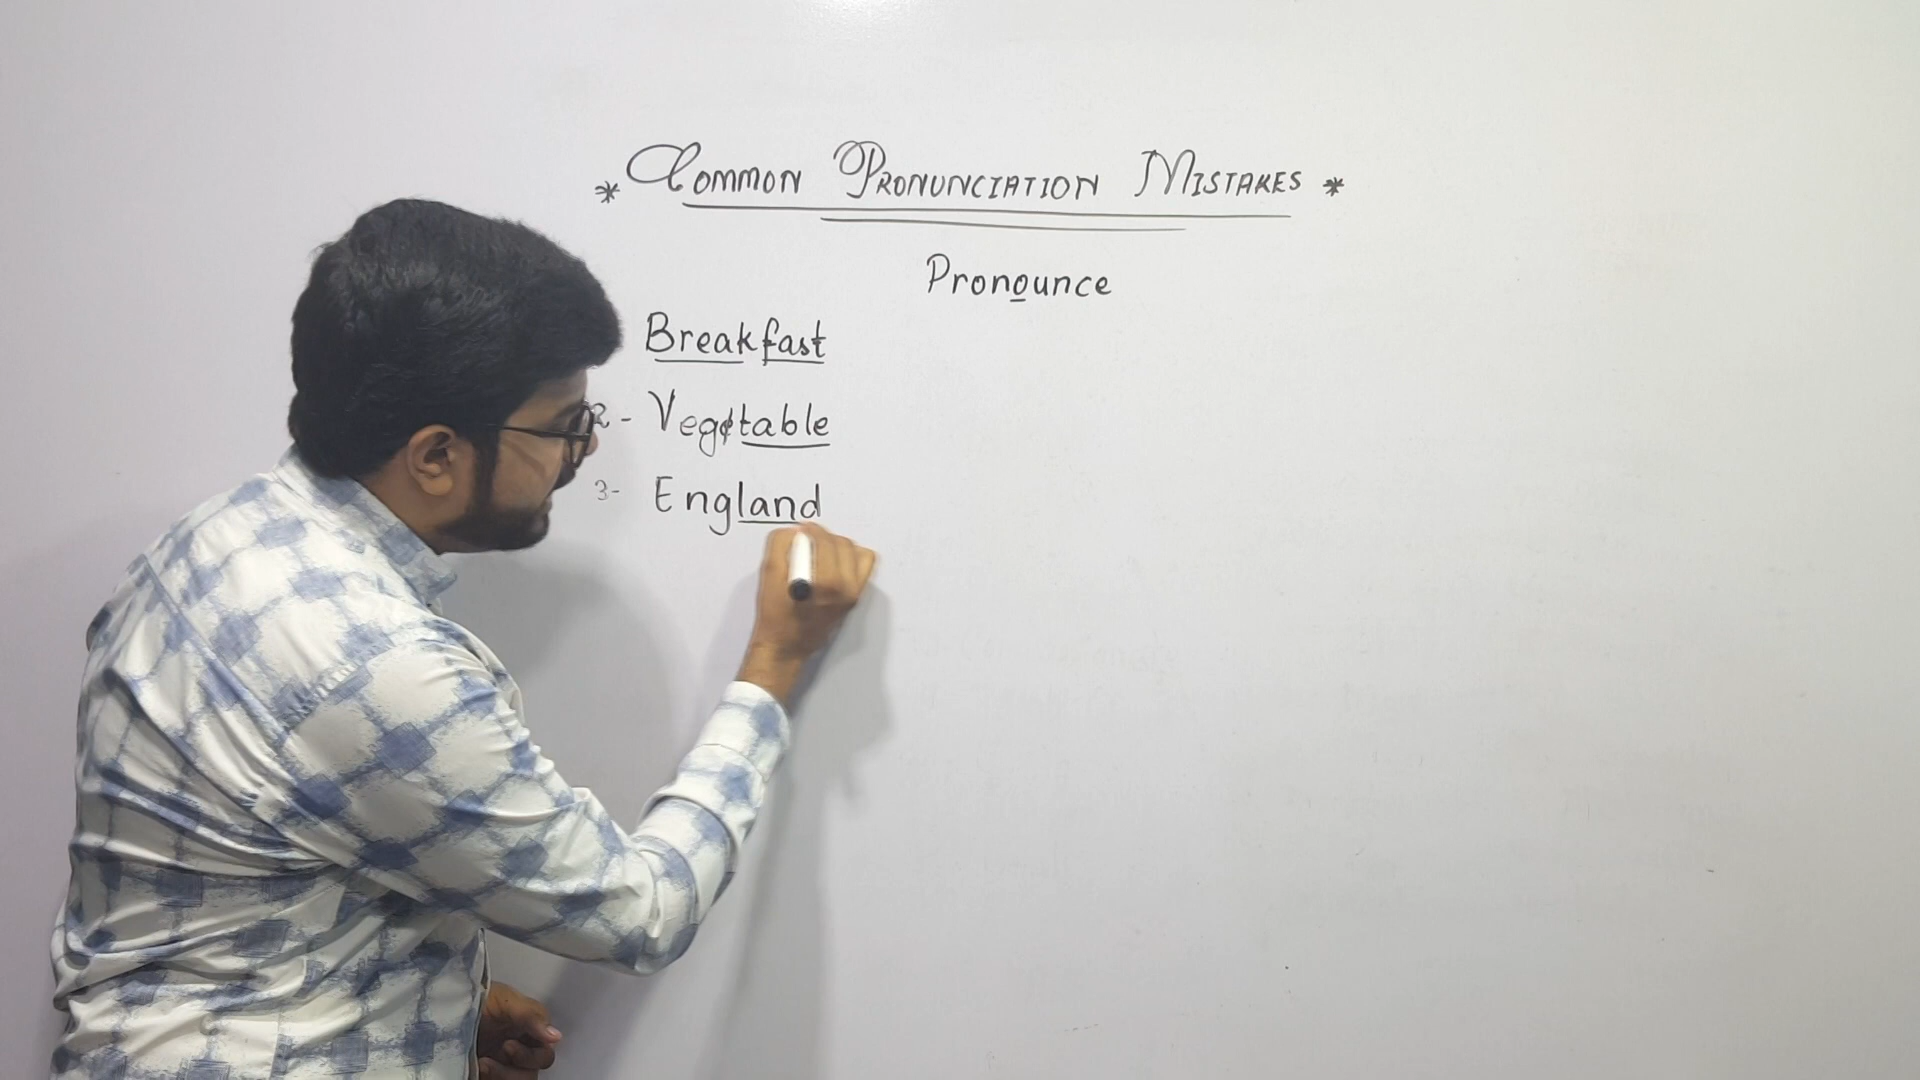 * COMMON PRONUNCIATION MISTAKES *
Pronounce
Breakfast
2- Vegetable
3- England